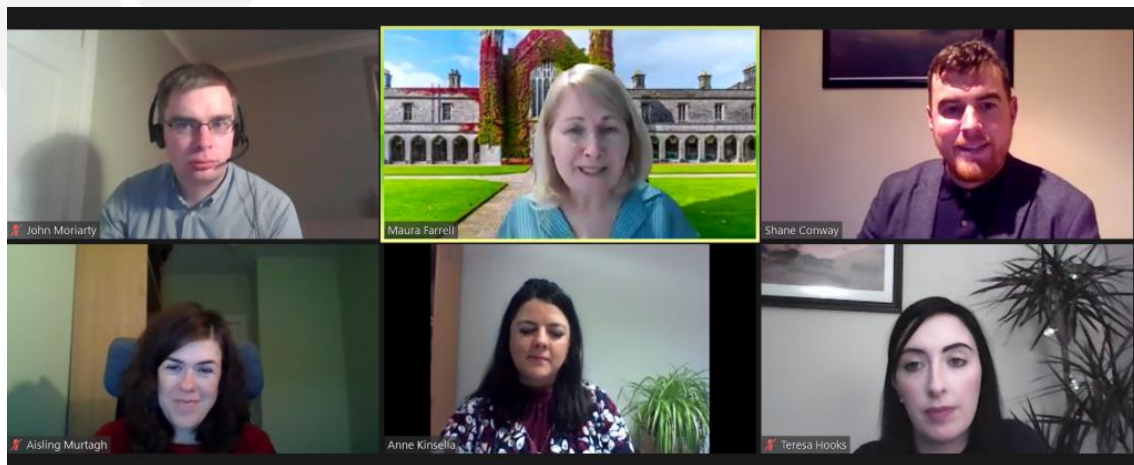 John Moriarty
Maura Farrell
Shane Conway
Aisling Murtagh
Anne Kinsella
Teresa Hooks